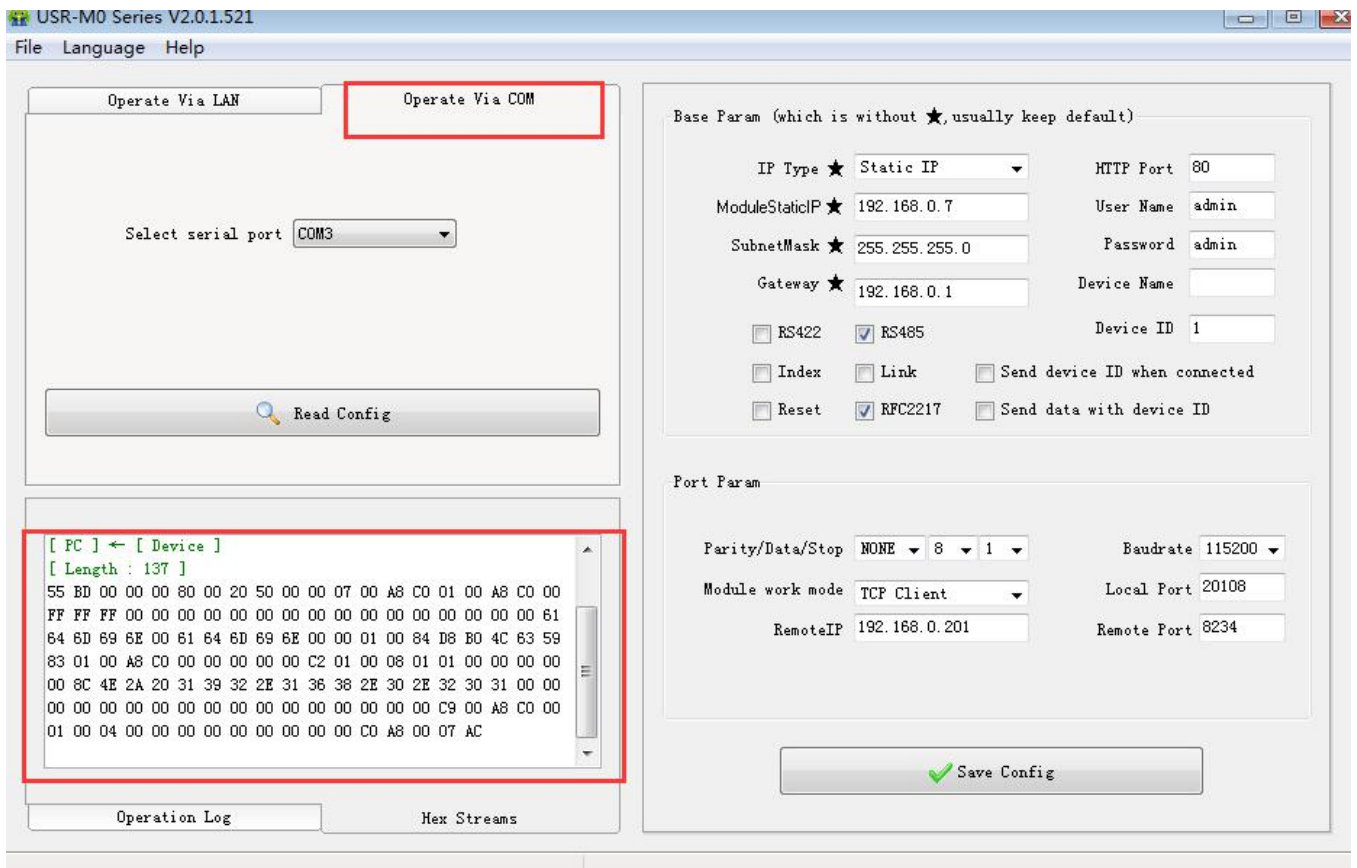 USR-M0 Series V2.0.1.521
File Language Help
Operate Via LAN
Operate Via COM
Select serial port COM3
Read Config
[ PC ] ← [ Device ]
[ Length : 137 ]
55 BD 00 00 00 80 00 20 50 00 00 07 00 A8 C0 01 00 A8 C0 00
FF FF FF 00 00 00 00 00 00 00 00 00 00 00 00 00 00 00 00 61
64 6D 69 6E 00 61 64 6D 69 6E 00 00 01 00 84 D8 B0 4C 63 59
83 01 00 A8 C0 00 00 00 00 00 C2 01 00 08 01 01 00 00 00 00
00 8C 4E 2A 20 31 39 32 2E 31 36 38 2E 30 2E 32 30 31 00 00
00 00 00 00 00 00 00 00 00 00 00 00 00 00 00 C9 00 A8 C0 00
01 00 04 00 00 00 00 00 00 00 00 00 C0 A8 00 07 AC
Operation Log
Hex Streams
Base Param (which is without ★,usually keep default)
IP Type ★ Static IP
HTTP Port 80
ModuleStaticIP ★ 192.168.0.7
User Name admin
SubnetMask ★ 255.255.255.0
Password admin
Gateway ★ 192.168.0.1
Device Name
RS422 RS485
Device ID 1
Index Link Send device ID when connected
Reset RFC2217 Send data with device ID
Port Param
Parity/Data/Stop NONE 8 1
Baudrate 115200
Module work mode TCP Client
Local Port 20108
RemoteIP 192.168.0.201
Remote Port 8234
Save Config